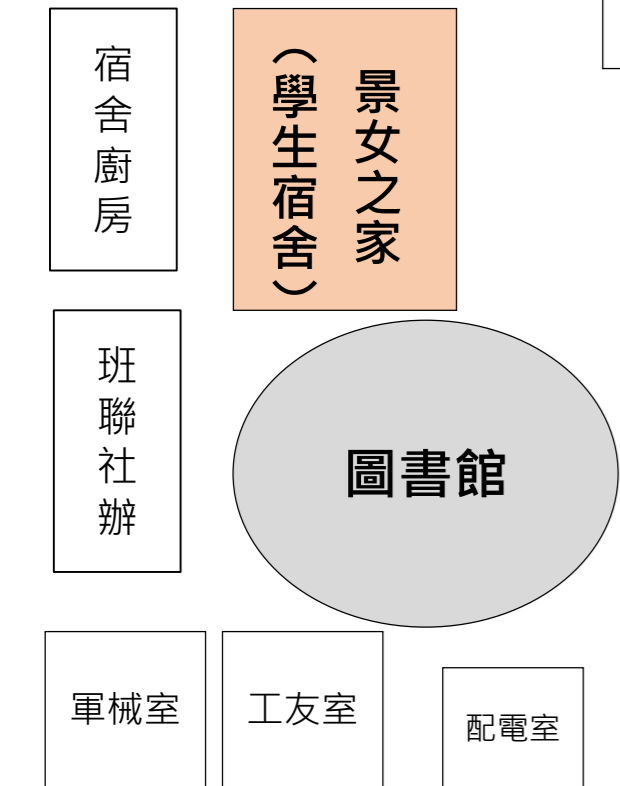 宿舍廚房
景女之家
（學生宿舍）
班聯社辦
圖書館
軍械室
工友室
配電室